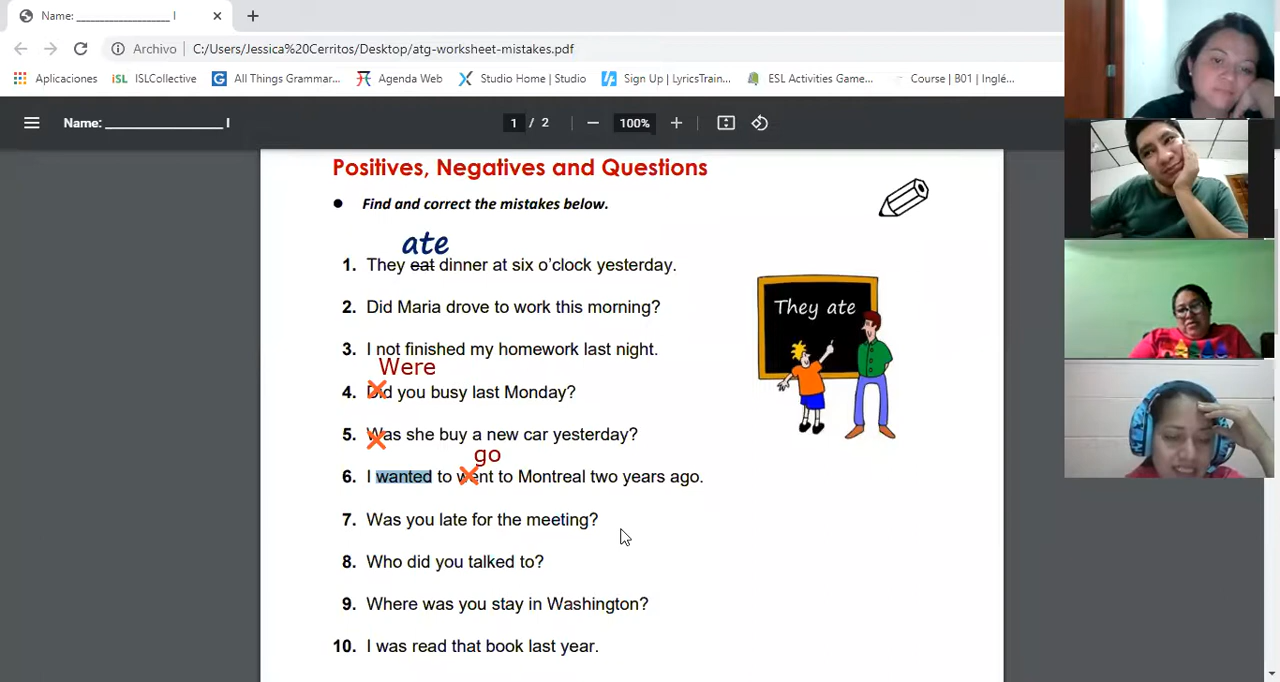 Name: ___________________ I
Archivo C:/Users/Jessica%20Cerritos/Desktop/atg-worksheet-mistakes.pdf
Aplicaciones iSL ISLCollective G All Things Grammar... Agenda Web Studio Home | Studio Sign Up | LyricsTrain... ESL Activities Game... Course | B01 | Inglé...
Name: _______________ I 1 / 2 — 100% +
Positives, Negatives and Questions
● Find and correct the mistakes below.
ate
1. They eat dinner at six o’clock yesterday.
They ate
2. Did Maria drove to work this morning?
3. I not finished my homework last night.
Were
4. Did you busy last Monday?
5. Was she buy a new car yesterday?
go
6. I wanted to went to Montreal two years ago.
7. Was you late for the meeting?
8. Who did you talked to?
9. Where was you stay in Washington?
10. I was read that book last year.